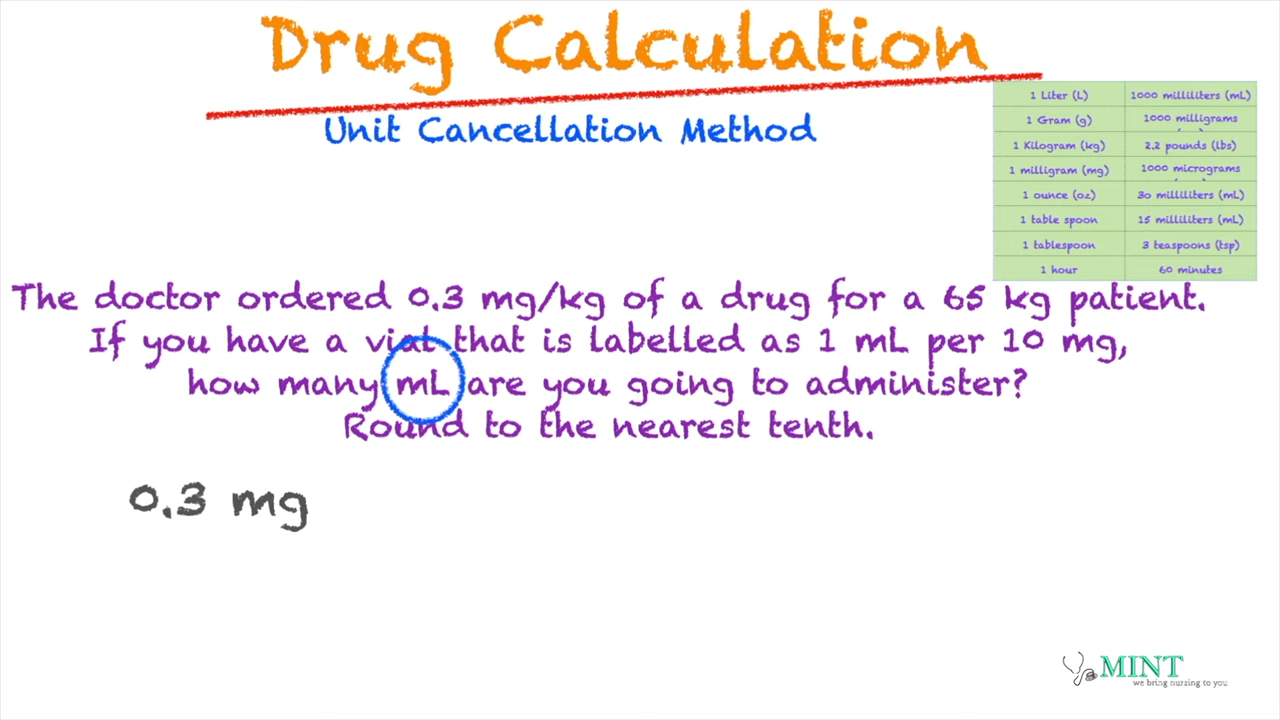 Drug Calculation
Unit Cancellation Method
1 Liter (L) 1000 milliliters (mL)
1 Gram (g) 1000 milligrams
1 Kilogram (kg) 2.2 pounds (lbs)
1 milligram (mg) 1000 micrograms
1 ounce (oz) 30 milliliters (mL)
1 table spoon 15 milliliters (mL)
1 tablespoon 3 teaspoons (tsp)
1 hour 60 minutes
The doctor ordered 0.3 mg/kg of a drug for a 65 kg patient.
If you have a vial that is labelled as 1 mL per 10 mg,
how many mL are you going to administer?
Round to the nearest tenth.
0.3 mg
MINT
we bring nursing to you